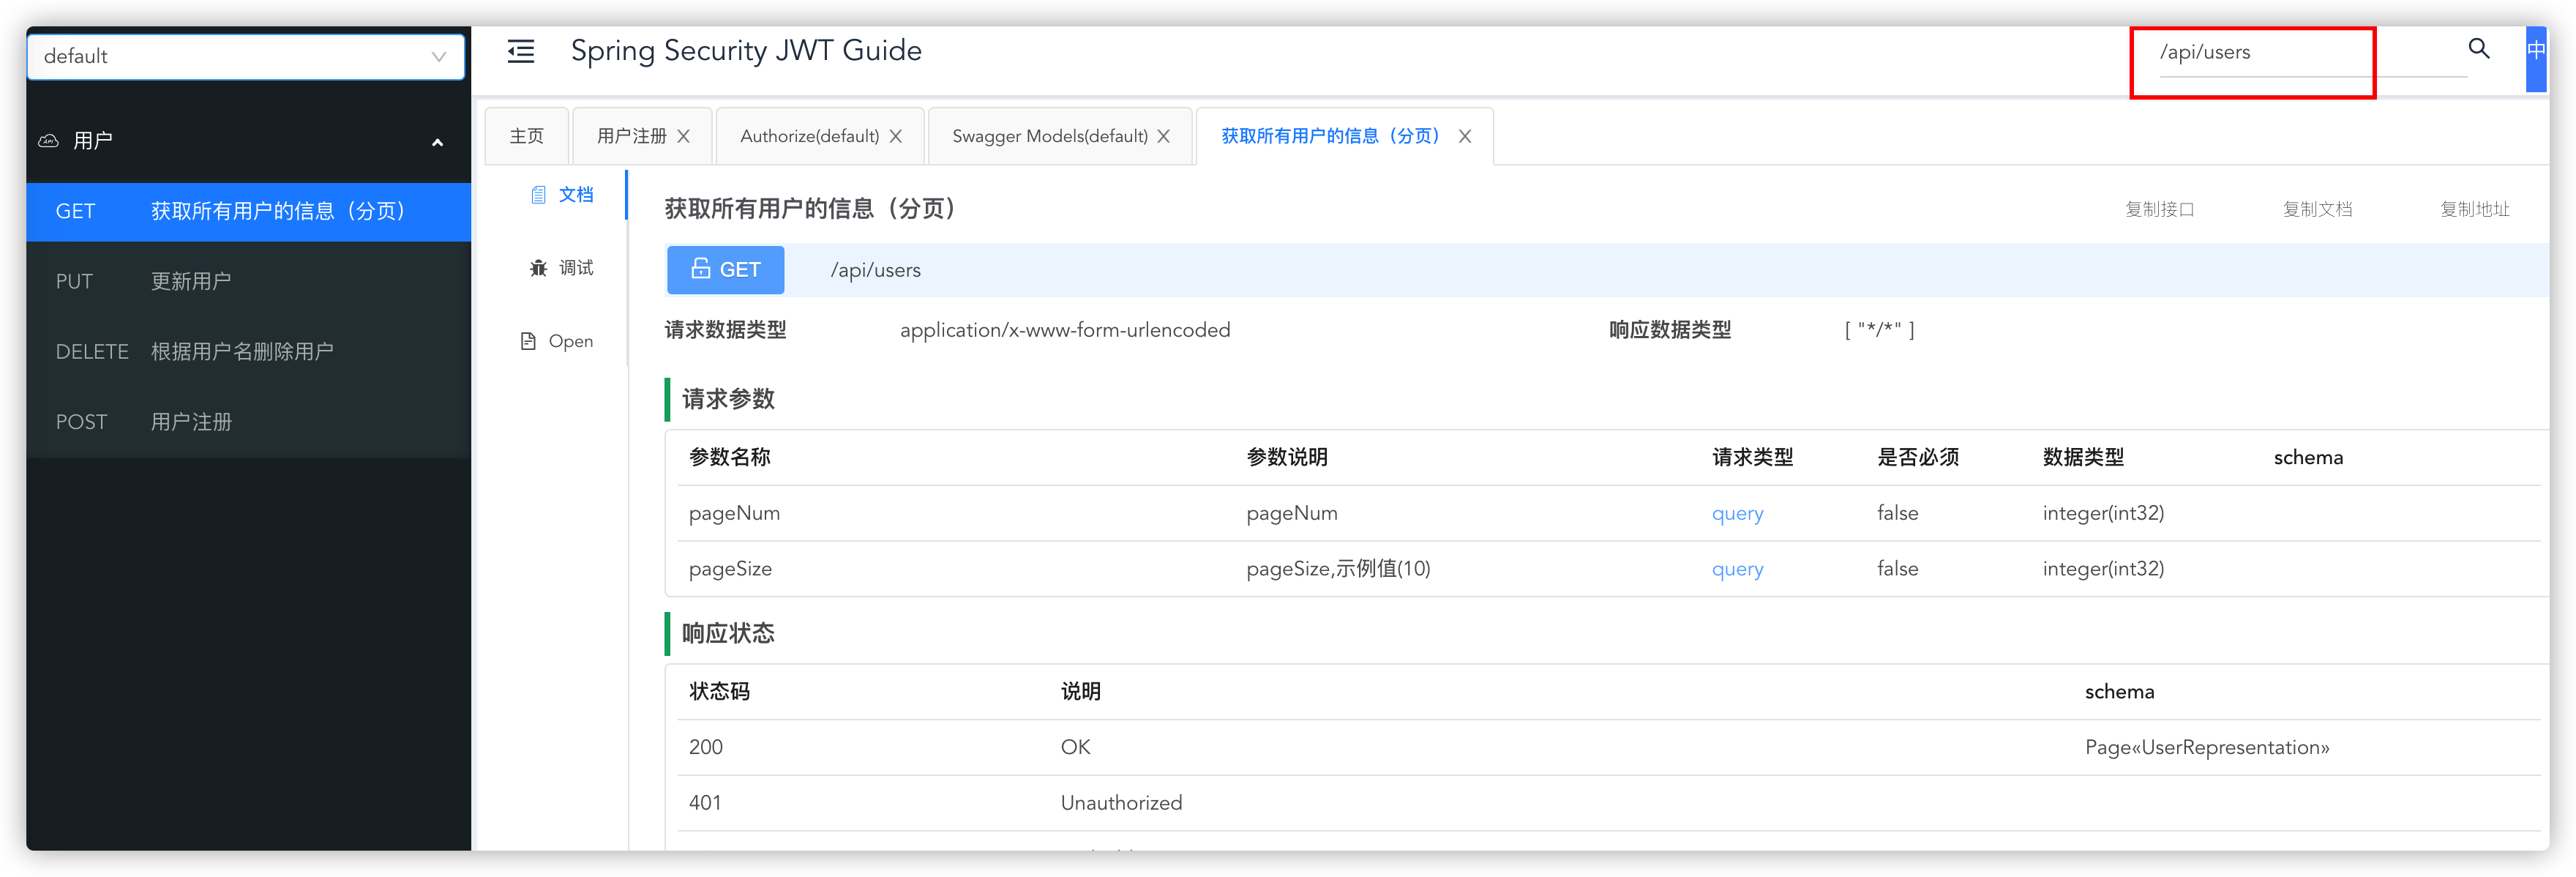 default
用户
GET 获取所有用户的信息（分页）
PUT 更新用户
DELETE 根据用户名删除用户
POST 用户注册
Spring Security JWT Guide
/api/users
中
主页
用户注册
Authorize(default)
Swagger Models(default)
获取所有用户的信息（分页）
文档
调试
Open
获取所有用户的信息（分页）
复制接口 复制文档 复制地址
GET /api/users
请求数据类型 application/x-www-form-urlencoded 响应数据类型 [ "*/*" ]
请求参数
参数名称 参数说明 请求类型 是否必须 数据类型 schema
pageNum pageNum query false integer(int32)
pageSize pageSize,示例值(10) query false integer(int32)
响应状态
状态码 说明 schema
200 OK Page«UserRepresentation»
401 Unauthorized